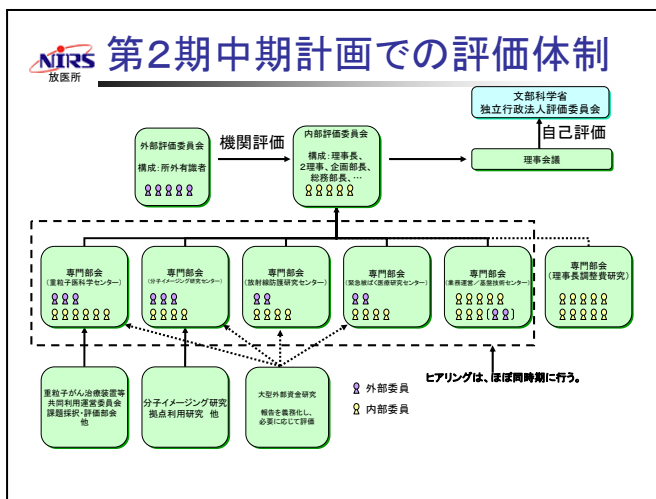 NIRS
放医所
第2期中期計画での評価体制
文部科学省
独立行政法人評価委員会
外部評価委員会
構成:所外有識者
機関評価
内部評価委員会
構成:理事長、
2理事、企画部長、
総務部長、…
自己評価
理事会議
専門部会
(重粒子医科学センター)
専門部会
(分子イメージング研究センター)
専門部会
(放射線防護研究センター)
専門部会
(緊急被ばく医療研究センター)
専門部会
(業務運営/基盤技術センター)
( )
専門部会
(理事長調整費研究)
重粒子がん治療装置等
共同利用運営委員会
課題採択・評価部会
他
分子イメージング研究
拠点利用研究 他
大型外部資金研究
報告を義務化し、
必要に応じて評価
外部委員
内部委員
ヒアリングは、ほぼ同時期に行う。